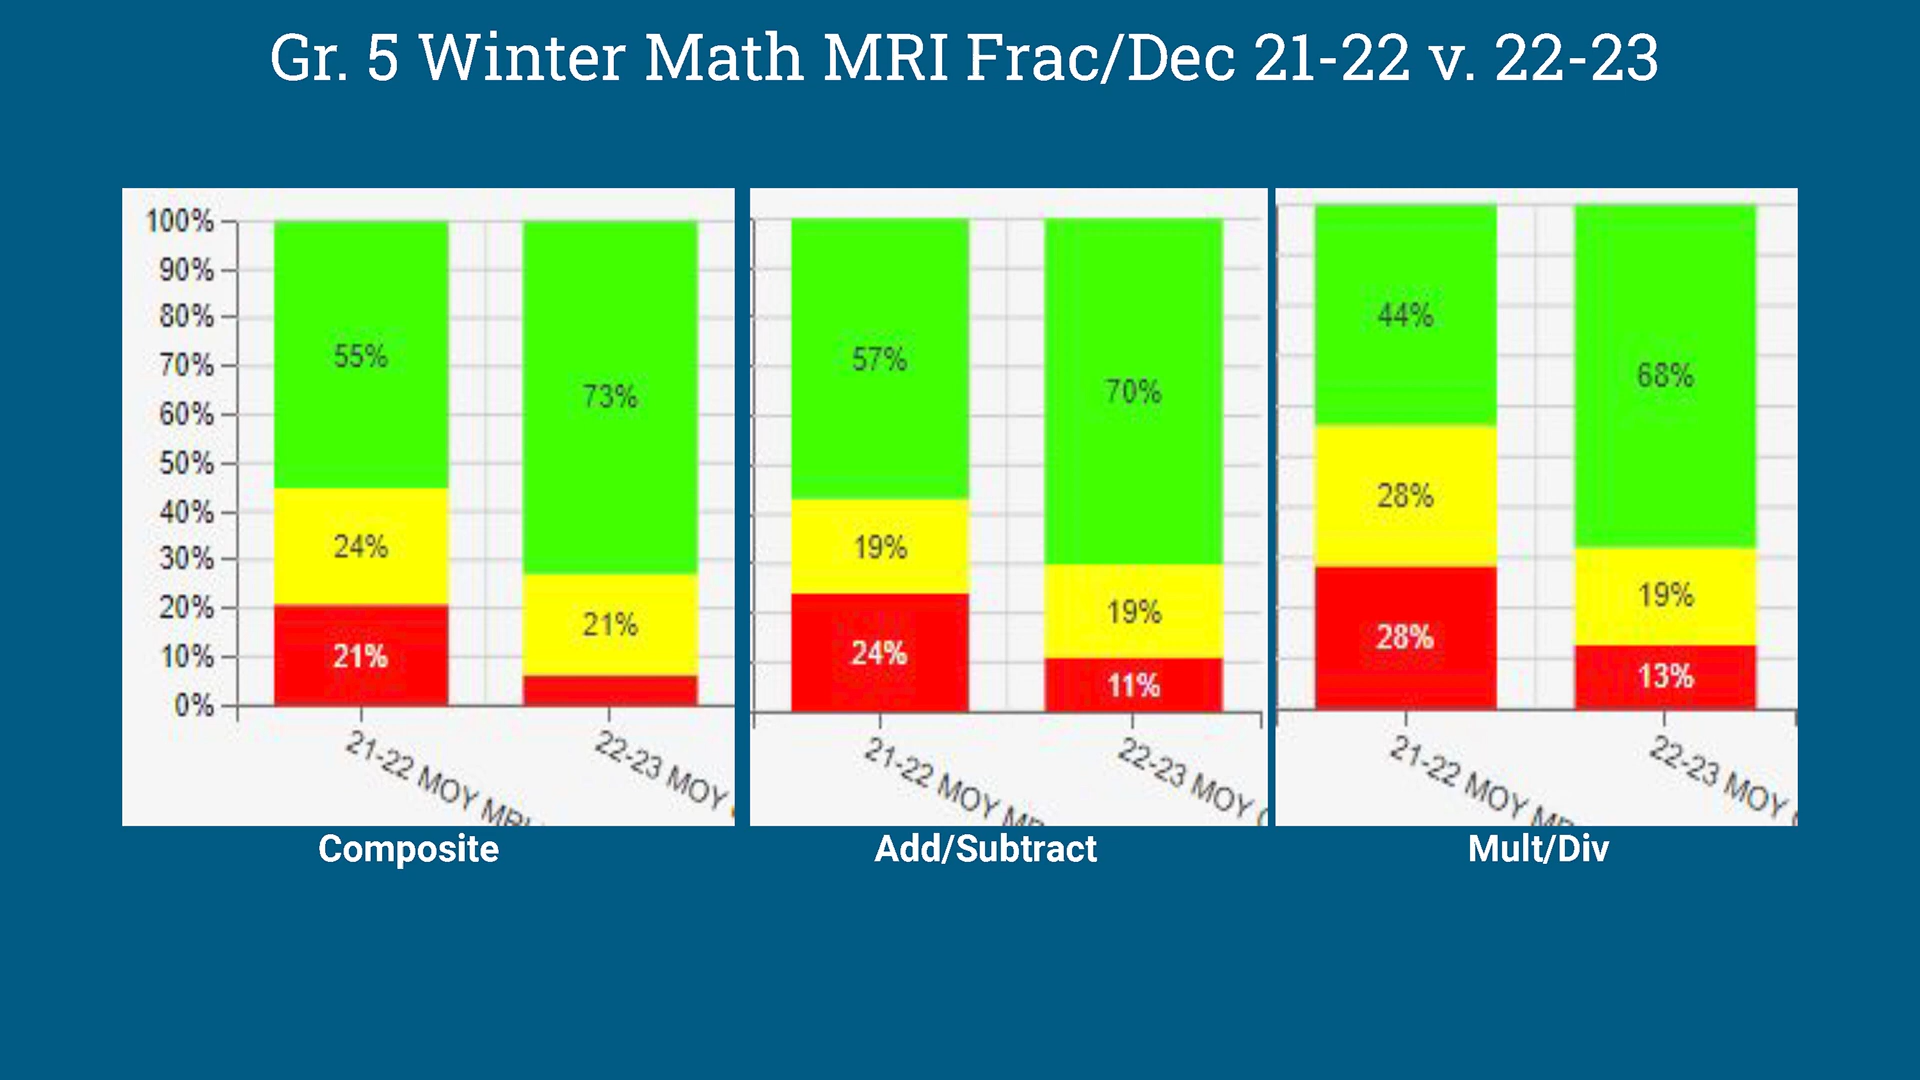 Gr. 5 Winter Math MRI Frac/Dec 21-22 v. 22-23
100%
90%
80%
70%
60%
50%
40%
30%
20%
10%
0%
55%
24%
21%
73%
21%
21-22 MOY MRI
22-23 MOY
57%
19%
24%
70%
19%
11%
21-22 MOY
22-23 MOY
44%
28%
28%
68%
19%
13%
21-22 MOY
22-23 MOY
Composite
Add/Subtract
Mult/Div